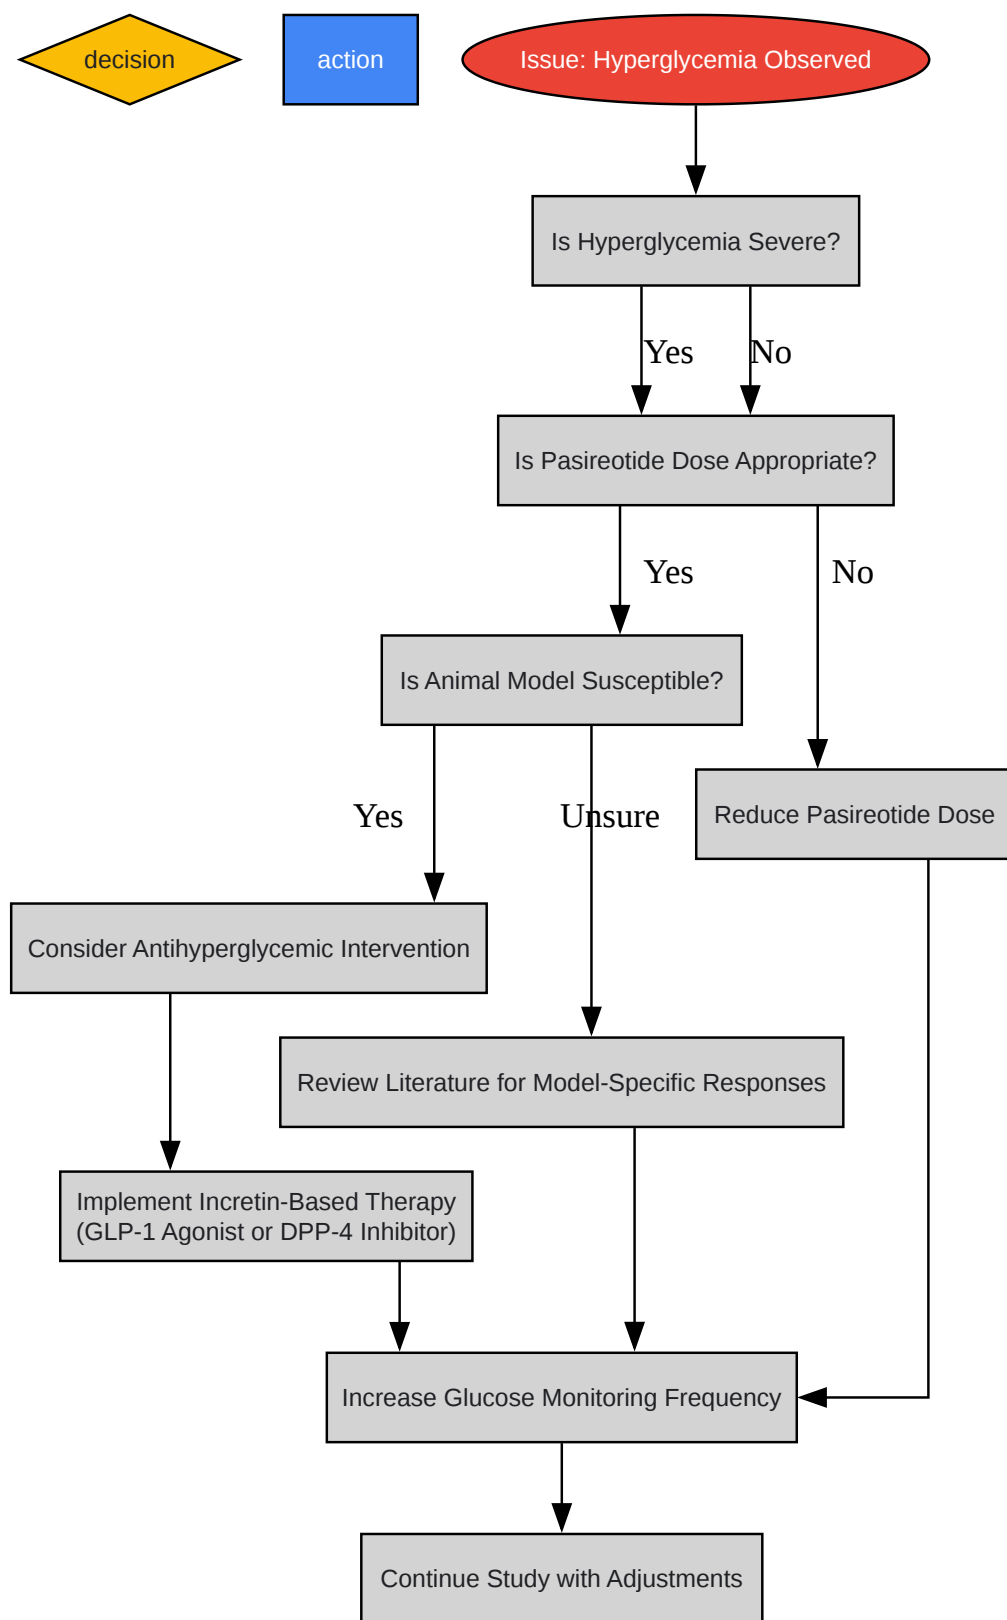 decision
action
Issue: Hyperglycemia Observed
Is Hyperglycemia Severe?
Yes
No
Is Pasireotide Dose Appropriate?
Yes
No
Is Animal Model Susceptible?
Yes
Unsure
Reduce Pasireotide Dose
Consider Antihyperglycemic Intervention
Review Literature for Model-Specific Responses
Implement Incretin-Based Therapy
(GLP-1 Agonist or DPP-4 Inhibitor)
Increase Glucose Monitoring Frequency
Continue Study with Adjustments